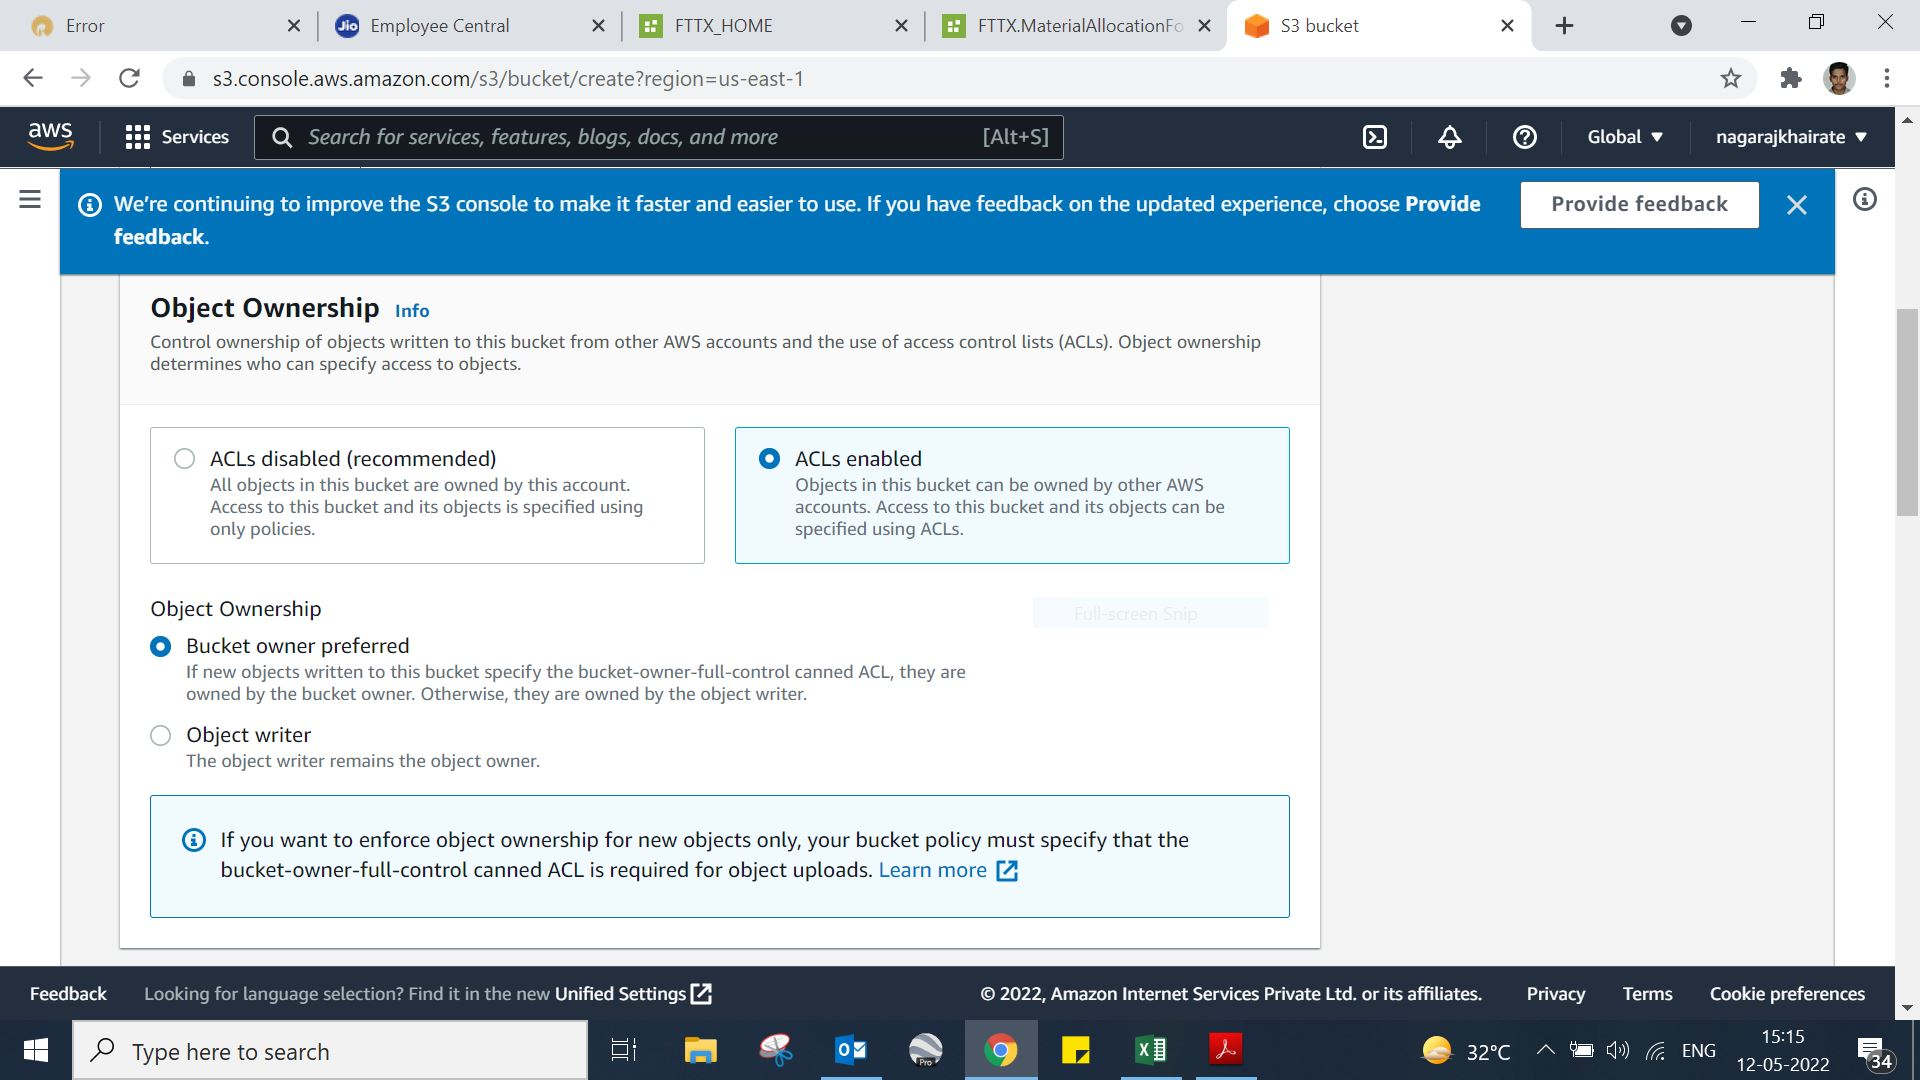 Error
Jio
Employee Central
FTTX_HOME
FTTX.MaterialAllocationFo
S3 bucket
s3.console.aws.amazon.com/s3/bucket/create?region=us-east-1
aws
Services
Search for services, features, blogs, docs, and more
[Alt+S]
Global
nagarajkhairate
We’re continuing to improve the S3 console to make it faster and easier to use. If you have feedback on the updated experience, choose Provide
feedback.
Provide feedback
Object Ownership Info
Control ownership of objects written to this bucket from other AWS accounts and the use of access control lists (ACLs). Object ownership
determines who can specify access to objects.
ACLs disabled (recommended)
All objects in this bucket are owned by this account.
Access to this bucket and its objects is specified using
only policies.
ACLs enabled
Objects in this bucket can be owned by other AWS
accounts. Access to this bucket and its objects can be
specified using ACLs.
Object Ownership
Full-screen Snip
Bucket owner preferred
If new objects written to this bucket specify the bucket-owner-full-control canned ACL, they are
owned by the bucket owner. Otherwise, they are owned by the object writer.
Object writer
The object writer remains the object owner.
If you want to enforce object ownership for new objects only, your bucket policy must specify that the
bucket-owner-full-control canned ACL is required for object uploads. Learn more
Feedback
Looking for language selection? Find it in the new Unified Settings
© 2022, Amazon Internet Services Private Ltd. or its affiliates.
Privacy
Terms
Cookie preferences
Type here to search
Pro
32°C
ENG
15:15
12-05-2022
34